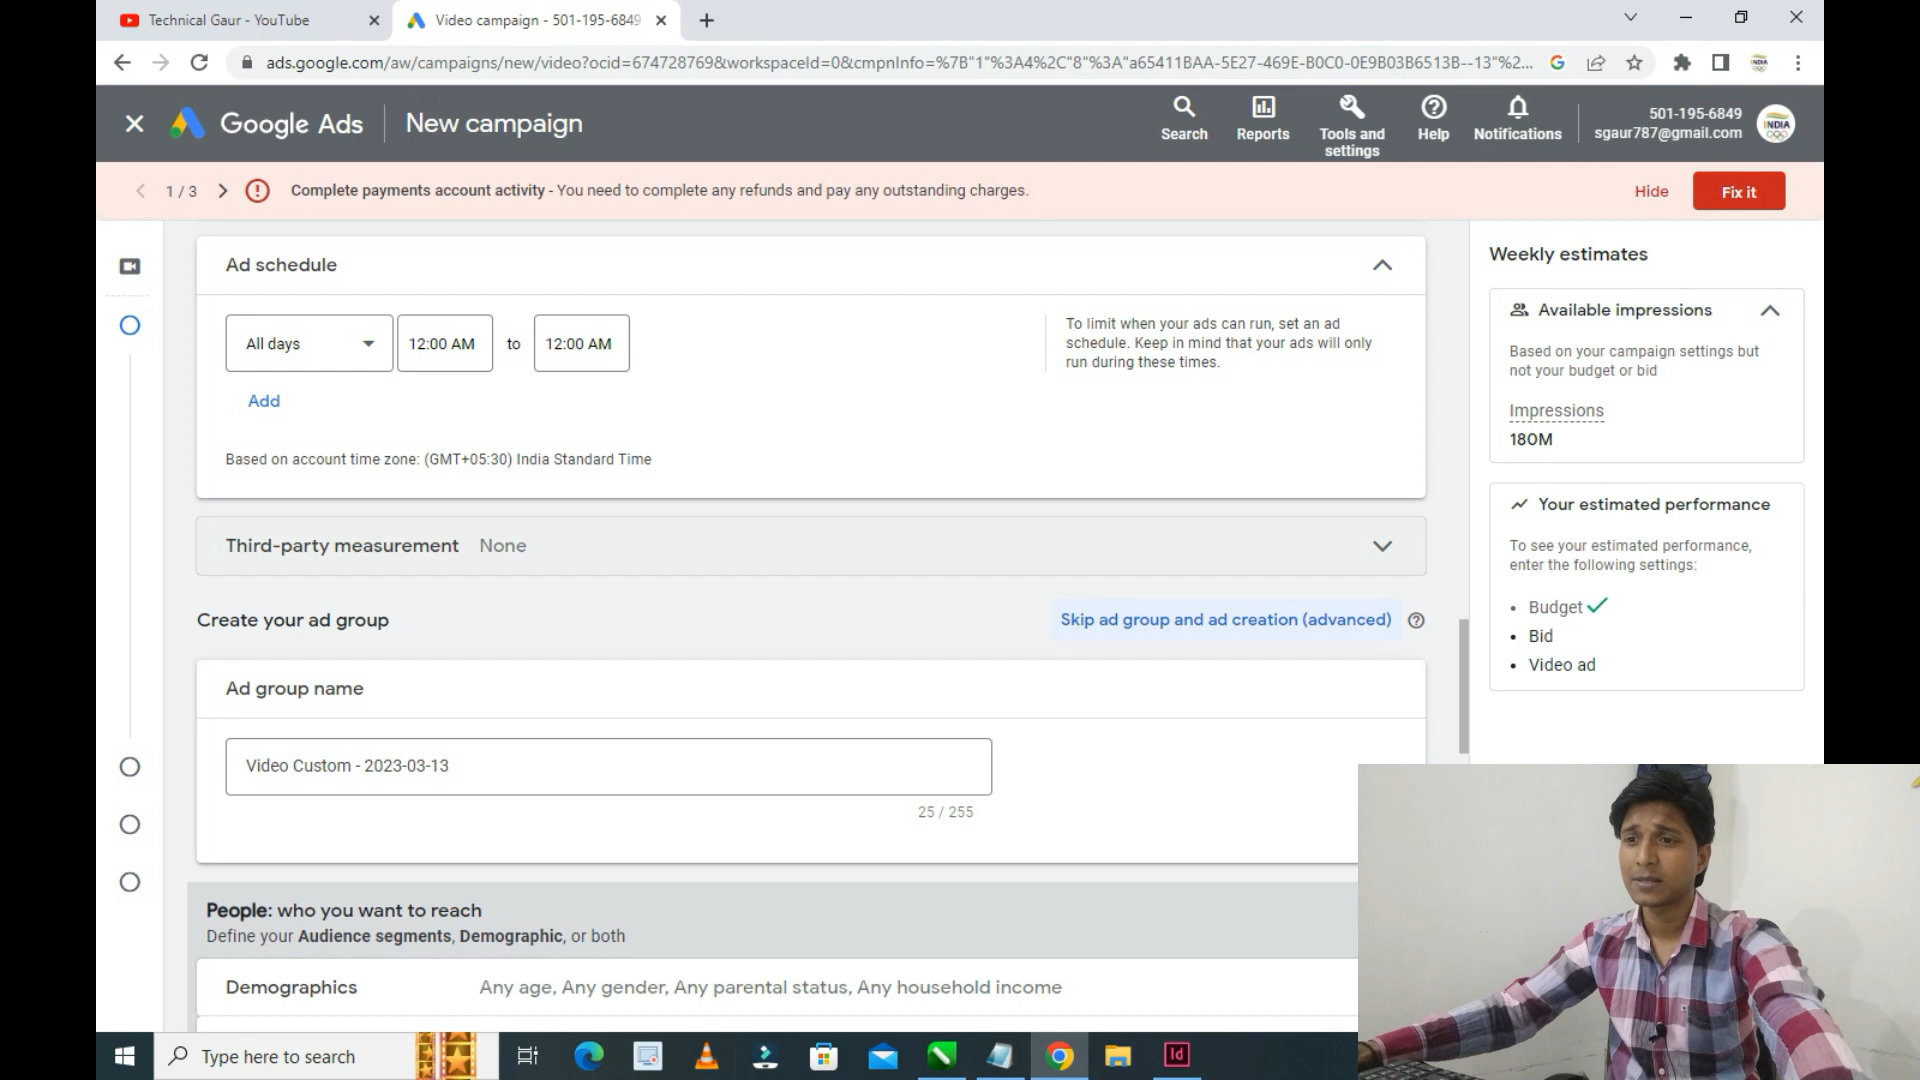 Technical Gaur - YouTube
Video campaign - 501-195-6849
ads.google.com/aw/campaigns/new/video?ocid=674728769&workspaceId=0&cmpnInfo=%7B"1"%3A4%2C"8"%3A"a65411BAA-5E27-469E-B0C0-0E9B03B6513B--13"%2...
Google Ads
New campaign
Search
Reports
Tools and settings
Help
Notifications
501-195-6849
sgaur787@gmail.com
INDIA
1 / 3
Complete payments account activity - You need to complete any refunds and pay any outstanding charges.
Hide
Fix it
Ad schedule
All days
12:00 AM
to
12:00 AM
To limit when your ads can run, set an ad
schedule. Keep in mind that your ads will only
run during these times.
Add
Based on account time zone: (GMT+05:30) India Standard Time
Third-party measurement None
Create your ad group
Skip ad group and ad creation (advanced)
Ad group name
Video Custom - 2023-03-13
25 / 255
People: who you want to reach
Define your Audience segments, Demographic, or both
Demographics
Any age, Any gender, Any parental status, Any household income
Weekly estimates
Available impressions
Based on your campaign settings but
not your budget or bid
Impressions
180M
Your estimated performance
To see your estimated performance,
enter the following settings:
Budget
Bid
Video ad
Type here to search
Id